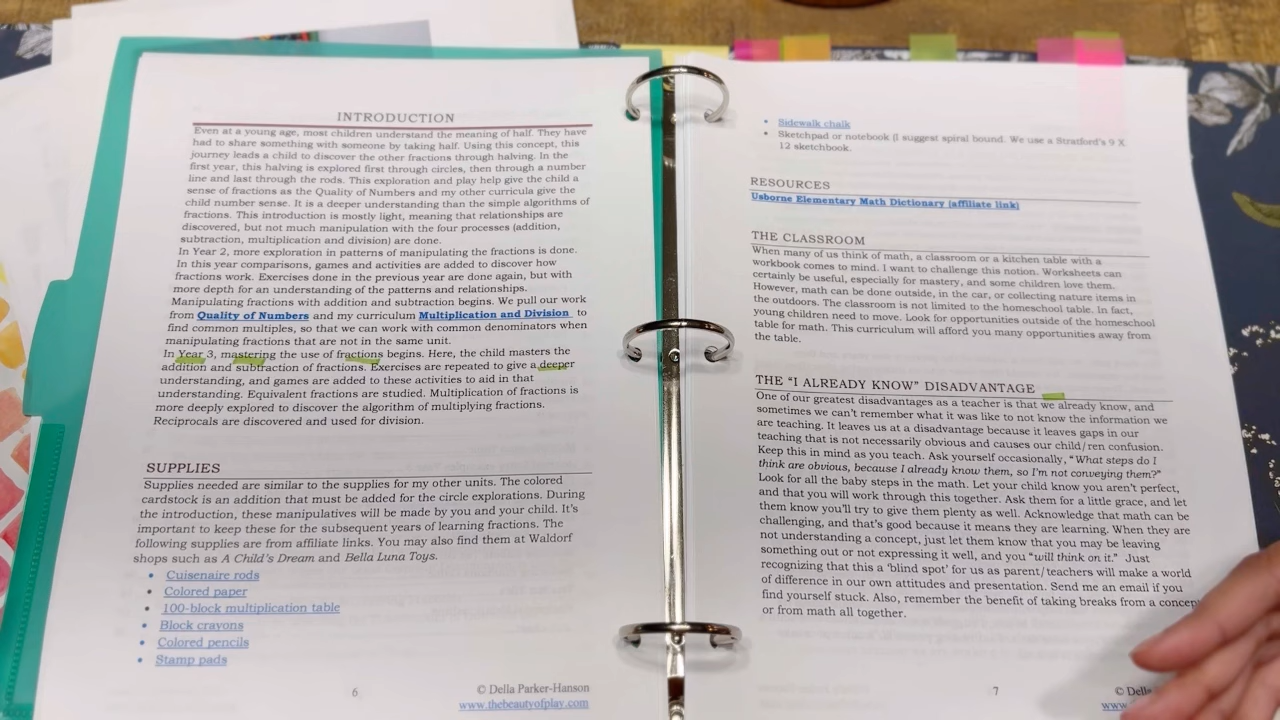 INTRODUCTION
Even at a young age, most children understand the meaning of half. They have
had to share something with someone by taking half. Using this concept, this
journey leads a child to discover the other fractions through halving. In the
first year, this halving is explored first through circles, then through a number
line and last through the rods. This exploration and play help give the child a
sense of fractions as the Quality of Numbers and my other curricula give the
child number sense. It is a deeper understanding than the simple algorithms of
fractions. This introduction is mostly light, meaning that relationships are
discovered, but not much manipulation with the four processes (addition,
subtraction, multiplication and division) are done.
In Year 2, more exploration in patterns of manipulating the fractions is done.
In this year comparisons, games and activities are added to discover how
fractions work. Exercises done in the previous year are done again, but with
more depth for an understanding of the patterns and relationships.
Manipulating fractions with addition and subtraction begins. We pull our work
from Quality of Numbers and my curriculum Multiplication and Division to
find common multiples, so that we can work with common denominators when
manipulating fractions that are not in the same unit.
In Year 3, mastering the use of fractions begins. Here, the child masters the
addition and subtraction of fractions. Exercises are repeated to give a deeper
understanding, and games are added to these activities to aid in that
understanding. Equivalent fractions are studied. Multiplication of fractions is
more deeply explored to discover the algorithm of multiplying fractions.
Reciprocals are discovered and used for division.
SUPPLIES
Supplies needed are similar to the supplies for my other units. The colored
cardstock is an addition that must be added for the circle explorations. During
the introduction, these manipulatives will be made by you and your child. It's
important to keep these for the subsequent years of learning fractions. The
following supplies are from affiliate links. You may also find them at Waldorf
shops such as A Child's Dream and Bella Luna Toys.
• Cuisenaire rods
• Colored paper
• 100-block multiplication table
• Block crayons
• Colored pencils
• Stamp pads
6
© Della Parker-Hanson
www.thebeautyofplay.com
• Sidewalk chalk
• Sketchpad or notebook (I suggest spiral bound. We use a Stratford's 9 X
12 sketchbook.
RESOURCES
Usborne Elementary Math Dictionary (affiliate link)
THE CLASSROOM
When many of us think of math, a classroom or a kitchen table with a
workbook comes to mind. I want to challenge this notion. Worksheets can
certainly be useful, especially for mastery, and some children love them.
However, math can be done outside, in the car, or collecting nature items in
the outdoors. The classroom is not limited to the homeschool table. In fact,
young children need to move. Look for opportunities outside of the homeschool
table for math. This curriculum will afford you many opportunities away from
the table.
THE "I ALREADY KNOW" DISADVANTAGE
One of our greatest disadvantages as a teacher is that we already know, and
sometimes we can't remember what it was like to not know the information we
are teaching. It leaves us at a disadvantage because it leaves gaps in our
teaching that is not necessarily obvious and causes our child/ren confusion.
Keep this in mind as you teach. Ask yourself occasionally, "What steps do I
think are obvious, because I already know them, so I'm not conveying them?"
Look for all the baby steps in the math. Let your child know you aren't perfect,
and that you will work through this together. Ask them for a little grace, and let
them know you'll try to give them plenty as well. Acknowledge that math can be
challenging, and that's good because it means they are learning. When they are
not understanding a concept, just let them know that you may be leaving
something out or not expressing it well, and you "will think on it." Just
recognizing that this a 'blind spot' for us as parent/teachers will make a world
of difference in our own attitudes and presentation. Send me an email if you
find yourself stuck. Also, remember the benefit of taking breaks from a concep
or from math all together.
7
© Della
www.